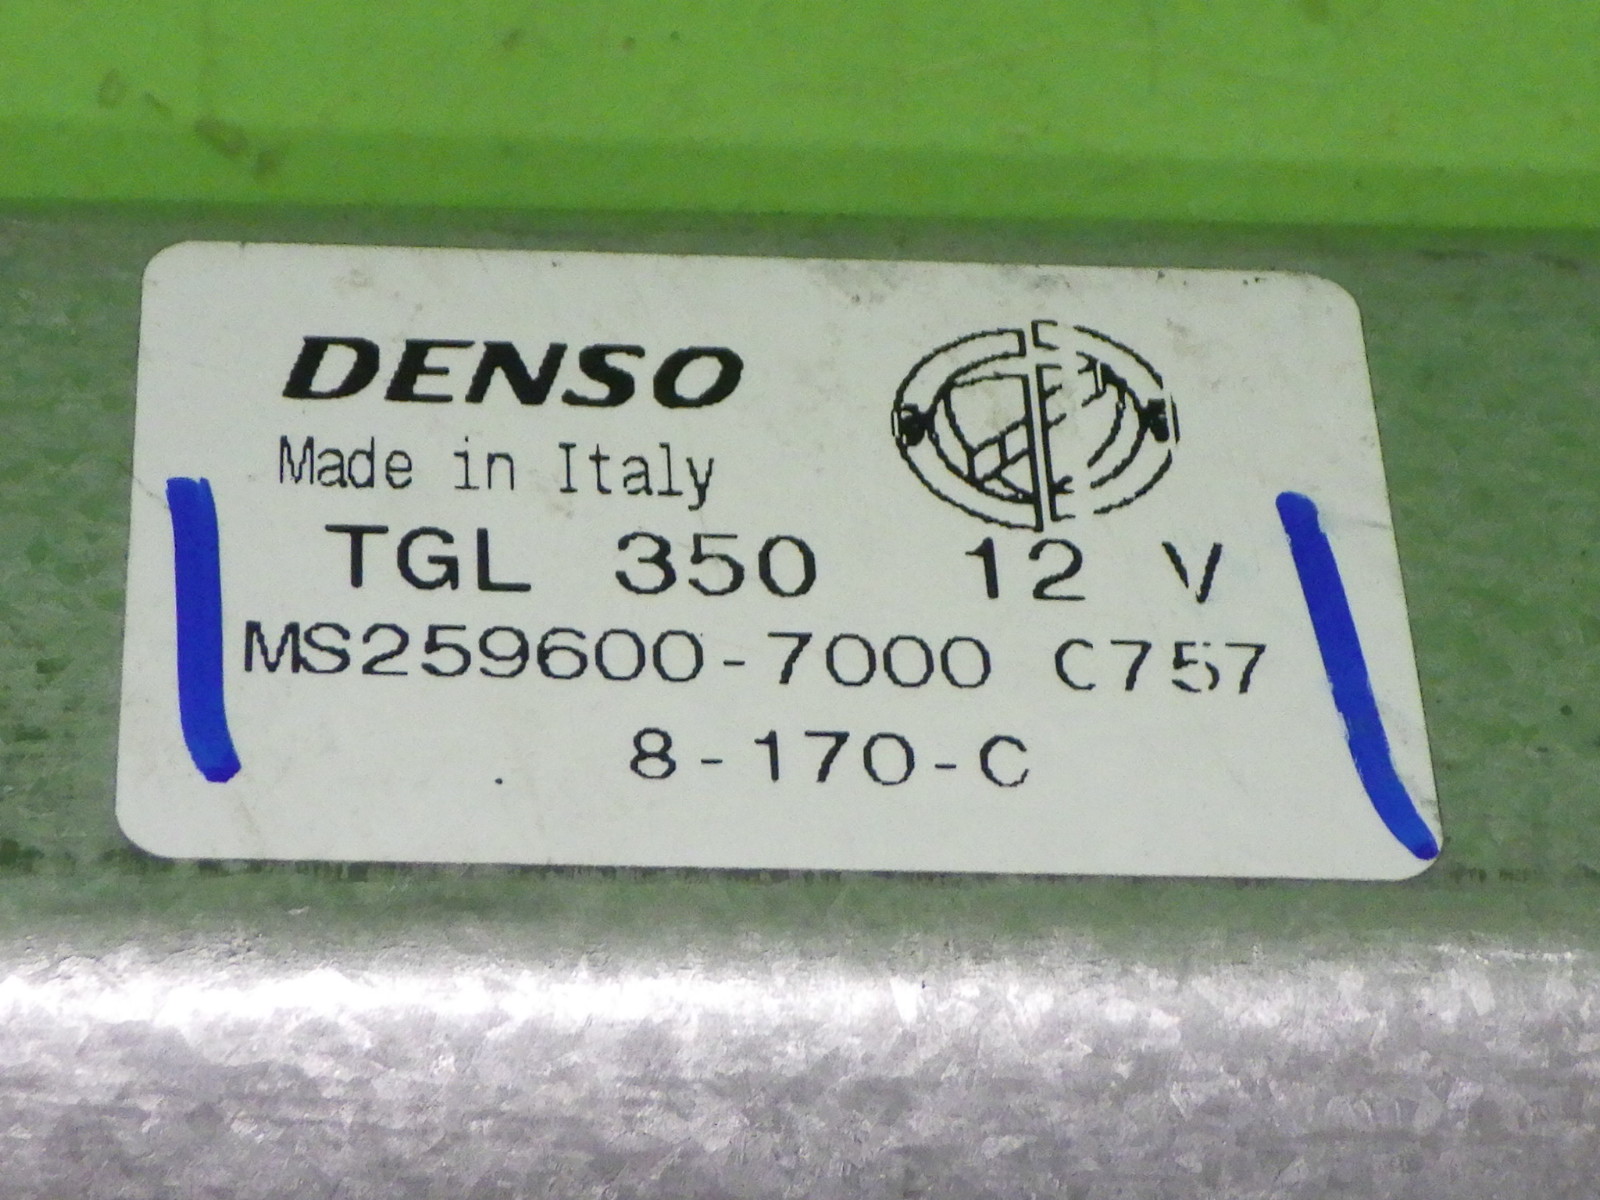 DENSO
Made in Italy
TGL 350 12 V
MS259600-7000 C757
8-170-C